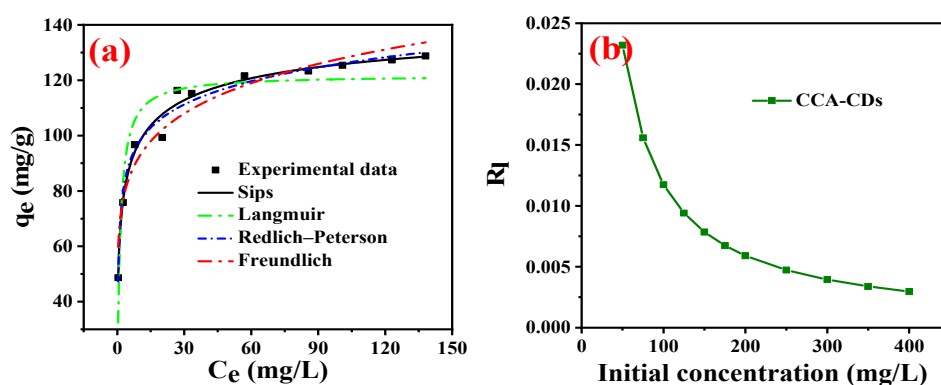 (a)
qe (mg/g)
140
120
100
80
60
40
Experimental data
Sips
Langmuir
Redlich–Peterson
Freundlich
0 30 60 90 120 150
Ce (mg/L)
(b)
Rl
0.025
0.020
0.015
0.010
0.005
0.000
CCA-CDs
0 100 200 300 400
Initial concentration (mg/L)